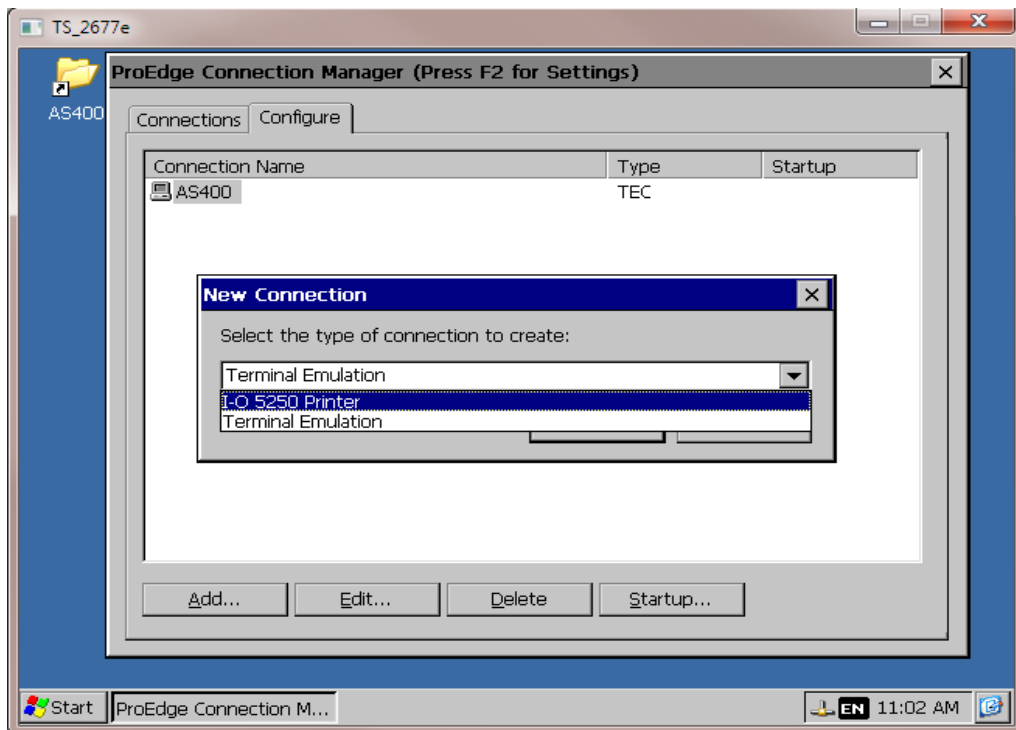 TS_2677e
AS400
ProEdge Connection Manager (Press F2 for Settings)
Connections Configure
Connection Name Type Startup
AS400 TEC
New Connection
Select the type of connection to create:
Terminal Emulation
I-O 5250 Printer
Terminal Emulation
Add... Edit... Delete Startup...
Start ProEdge Connection M... EN 11:02 AM